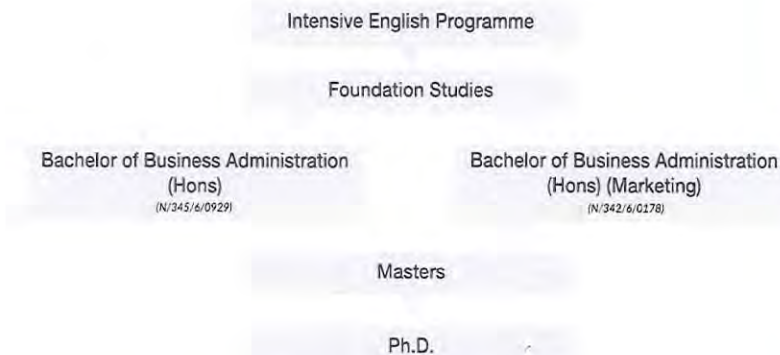 Intensive English Programme
Foundation Studies
Bachelor of Business Administration
(Hons)
(N/345/6/0929)
Bachelor of Business Administration
(Hons) (Marketing)
(N/342/6/0178)
Masters
Ph.D.